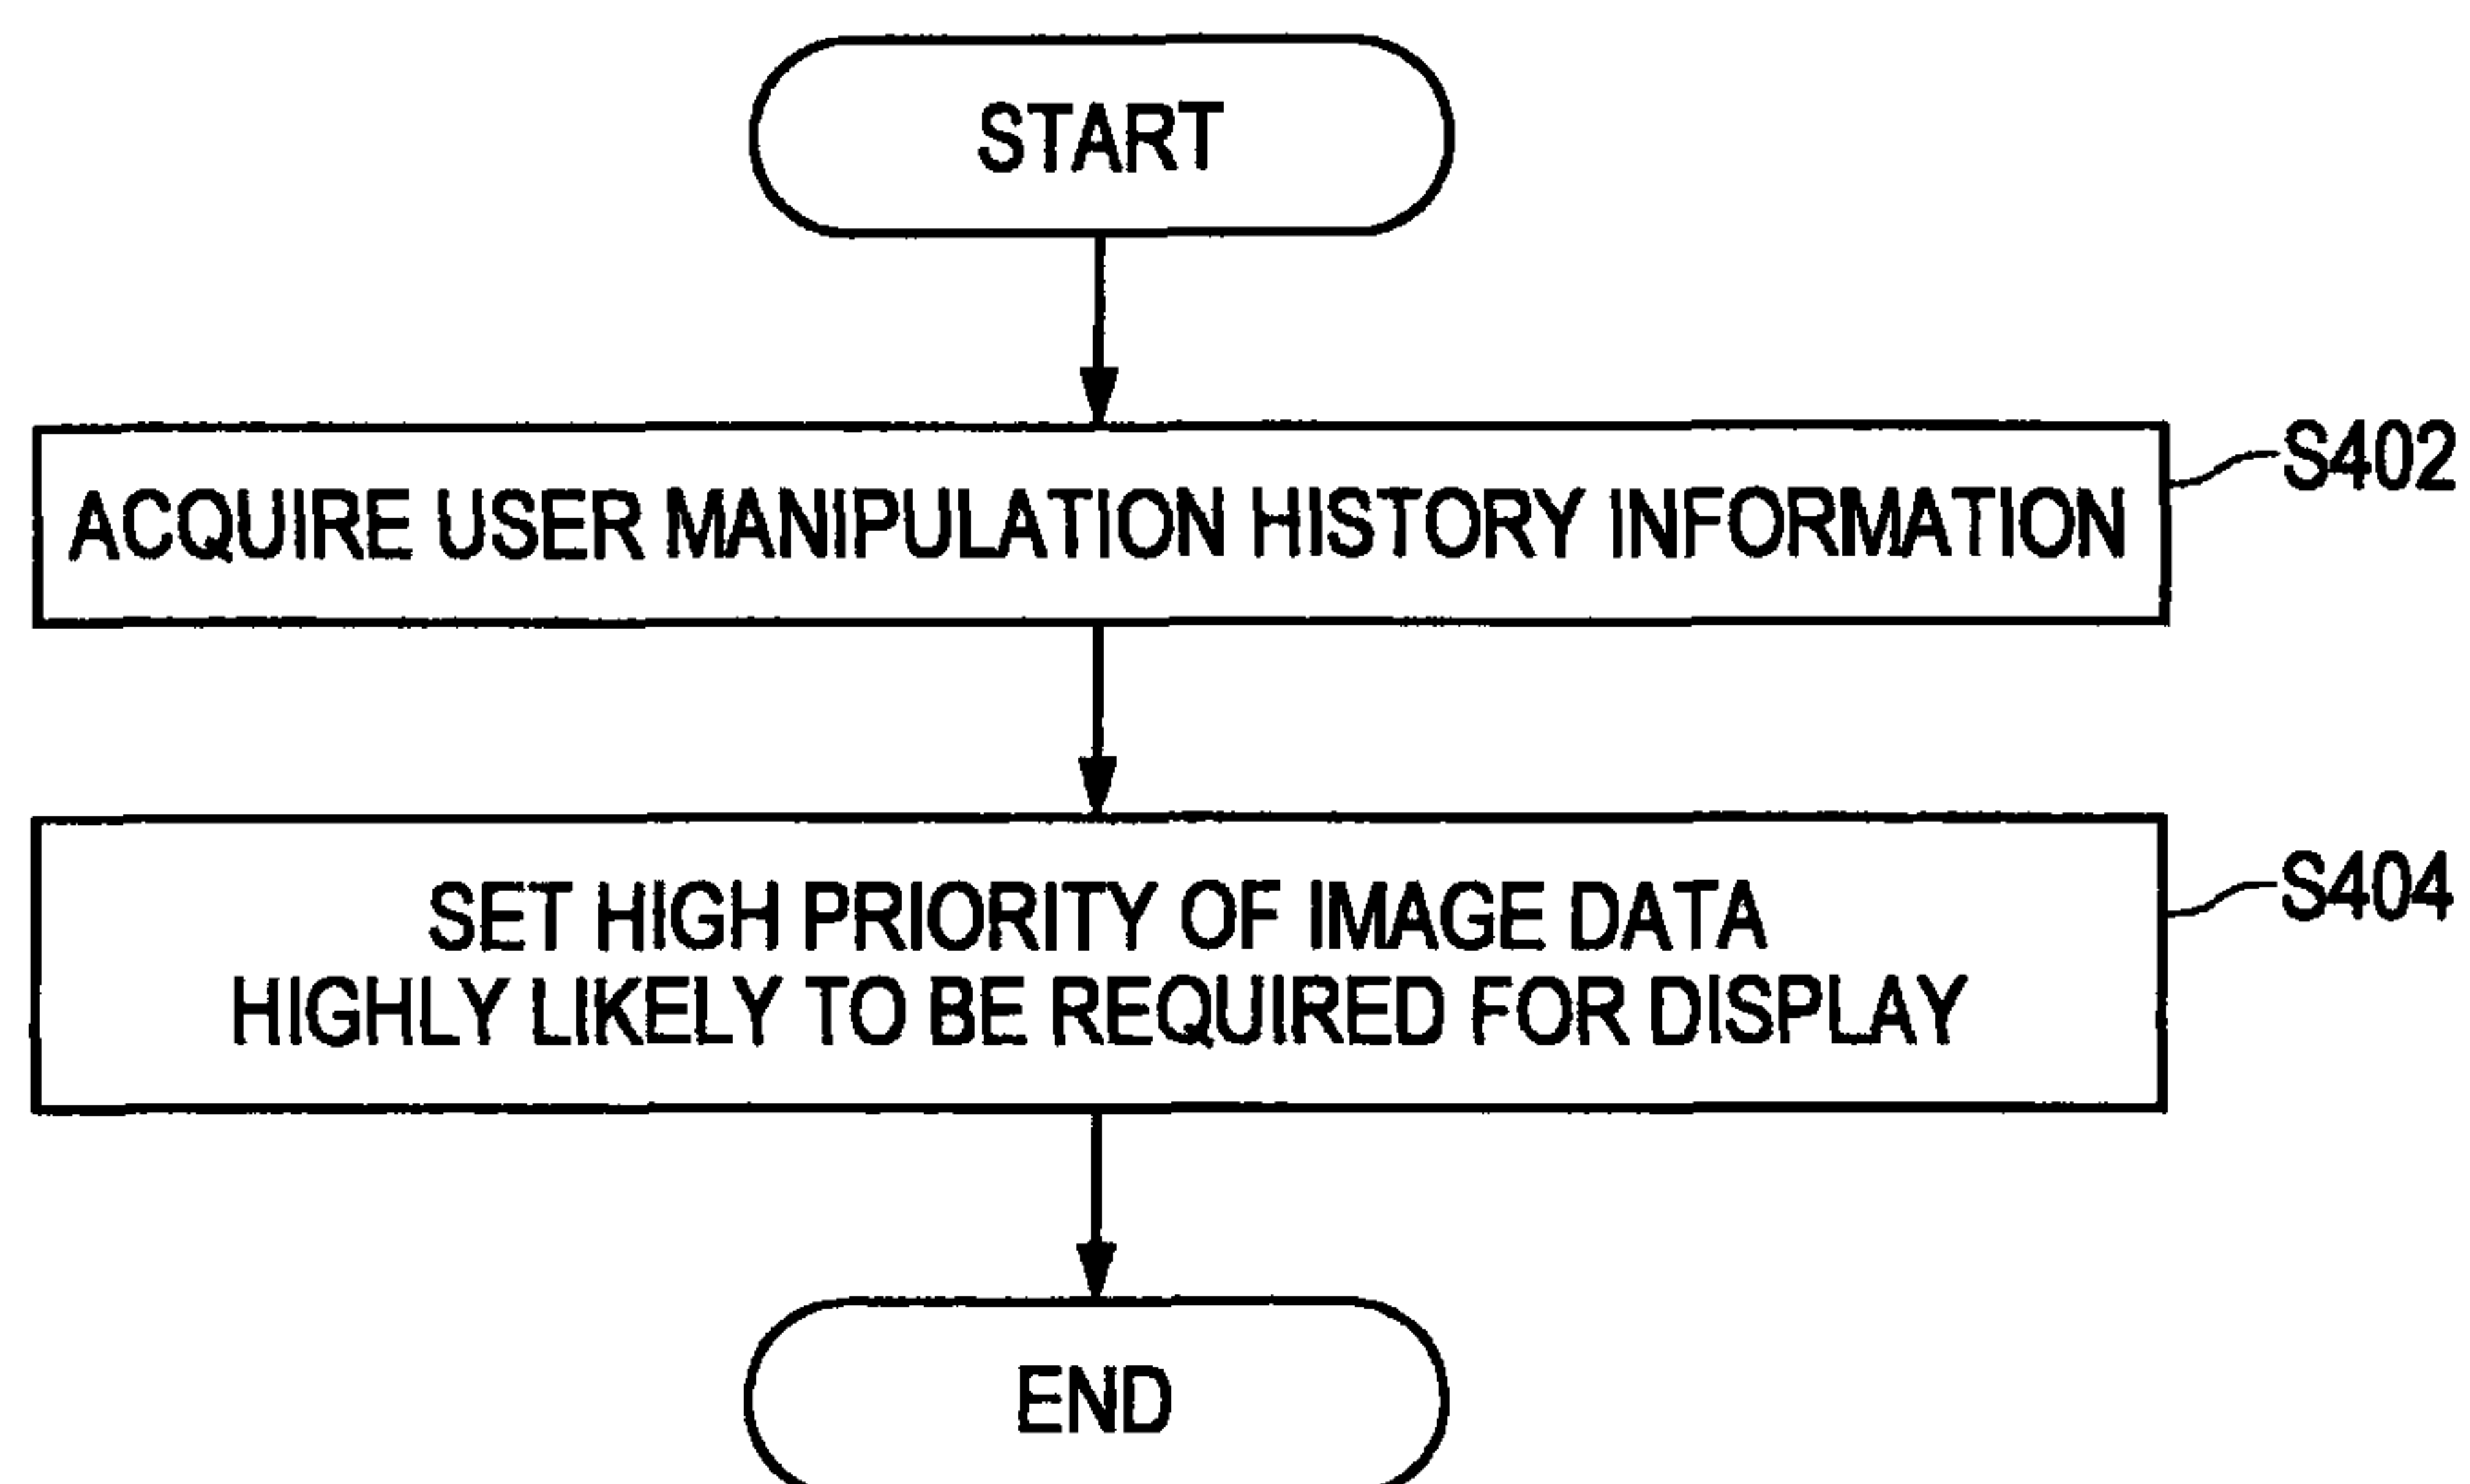 START
ACQUIRE USER MANIPULATION HISTORY INFORMATION
S402
SET HIGH PRIORITY OF IMAGE DATA
HIGHLY LIKELY TO BE REQUIRED FOR DISPLAY
S404
END